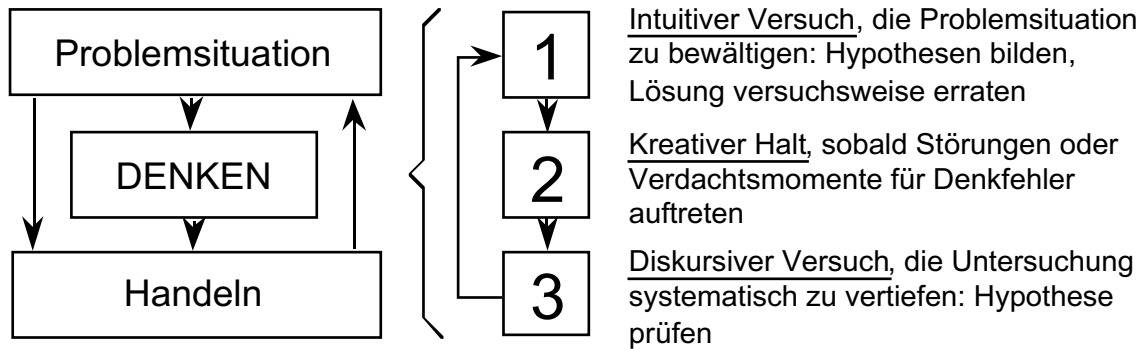 Problemsituation
DENKEN
Handeln
1
Intuitiver Versuch, die Problemsituation
zu bewältigen: Hypothesen bilden,
Lösung versuchsweise erraten
2
Kreativer Halt, sobald Störungen oder
Verdachtsmomente für Denkfehler
auftreten
3
Diskursiver Versuch, die Untersuchung
systematisch zu vertiefen: Hypothese
prüfen